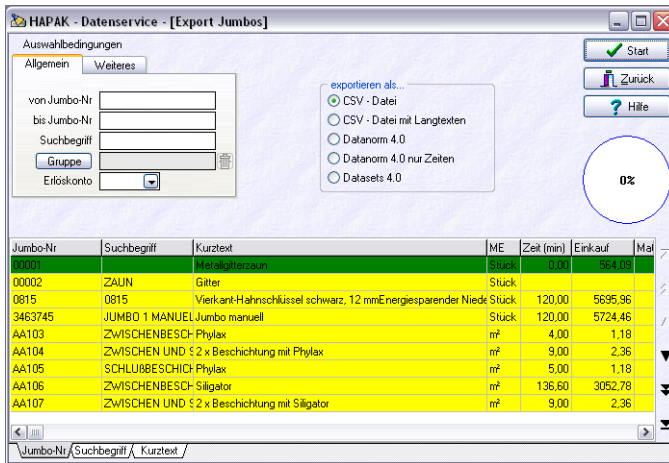 HAPAK - Datenservice - [Export Jumbos]
Auswahlbedingungen
Allgemein Weiteres
von Jumbo-Nr
bis Jumbo-Nr
Suchbegriff
Gruppe
Erlöskonto
exportieren als...
CSV - Datei
CSV - Datei mit Langtexten
Datanorm 4.0
Datanorm 4.0 nur Zeiten
Datasets 4.0
Start
Zurück
Hilfe
0%
Jumbo-Nr Suchbegriff Kurztext ME Zeit (min) Einkauf Mat
00001 Metallgitterzaun Stück 0,00 564,09
00002 ZAUN Gitter Stück
0815 0815 Vierkant-Hahnschlüssel schwarz, 12 mmEnergiesparender Niede Stück 120,00 5695,96
3463745 JUMBO 1 MANUEL Jumbo manuell Stück 120,00 5724,46
AA103 ZWISCHENBESCH Phylax m² 4,00 1,18
AA104 ZWISCHEN UND S 2 x Beschichtung mit Phylax m² 9,00 2,36
AA105 SCHLUßBESCHICH Phylax m² 5,00 1,18
AA106 ZWISCHENBESCH Siligator m² 136,60 3052,78
AA107 ZWISCHEN UND S 2 x Beschichtung mit Siligator m² 9,00 2,36
Jumbo-Nr Suchbegriff Kurztext